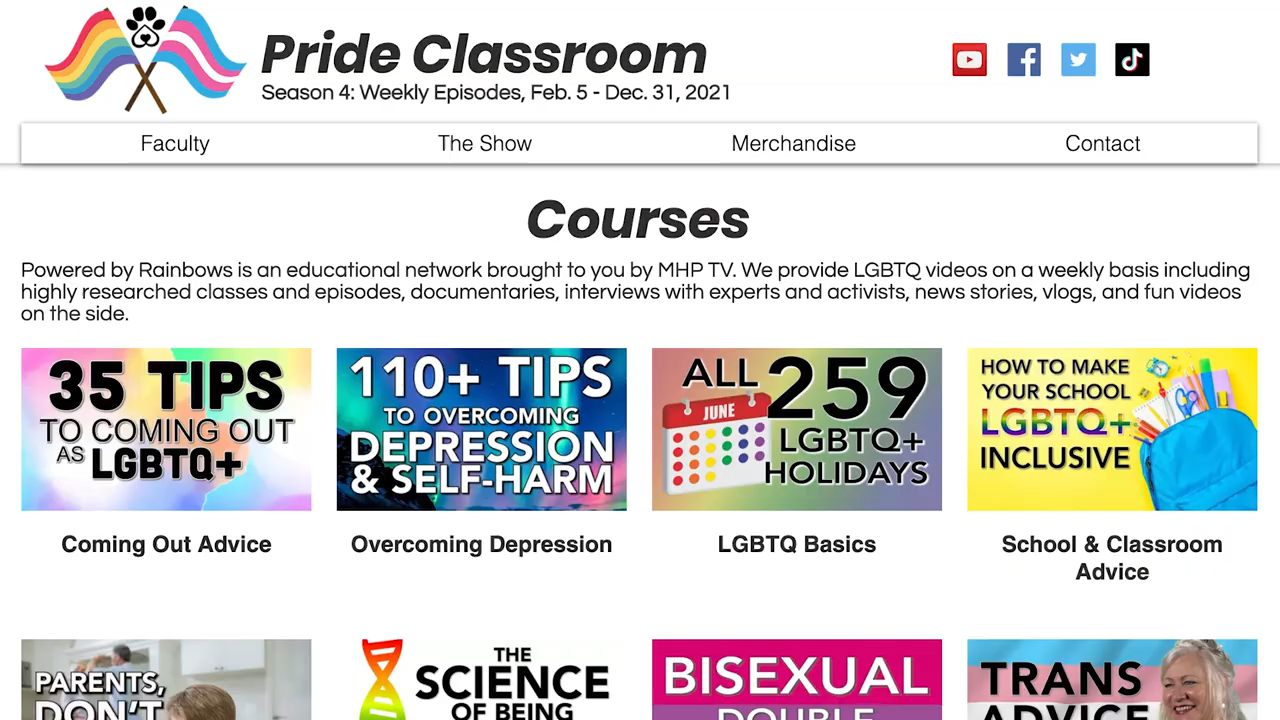 Pride Classroom
Season 4: Weekly Episodes, Feb. 5 - Dec. 31, 2021
Faculty
The Show
Merchandise
Contact
Courses
Powered by Rainbows is an educational network brought to you by MHP TV. We provide LGBTQ videos on a weekly basis including
highly researched classes and episodes, documentaries, interviews with experts and activists, news stories, vlogs, and fun videos
on the side.
35 TIPS
TO COMING OUT
AS LGBTQ+
110+ TIPS
TO OVERCOMING
DEPRESSION
& SELF-HARM
ALL 259
JUNE
LGBTQ+
HOLIDAYS
HOW TO MAKE
YOUR SCHOOL
LGBTQ+
INCLUSIVE
Coming Out Advice
Overcoming Depression
LGBTQ Basics
School & Classroom
Advice
PARENTS,
DON'T
THE
SCIENCE
OF BEING
BISEXUAL
DOUBLE
TRANS
ADVICE